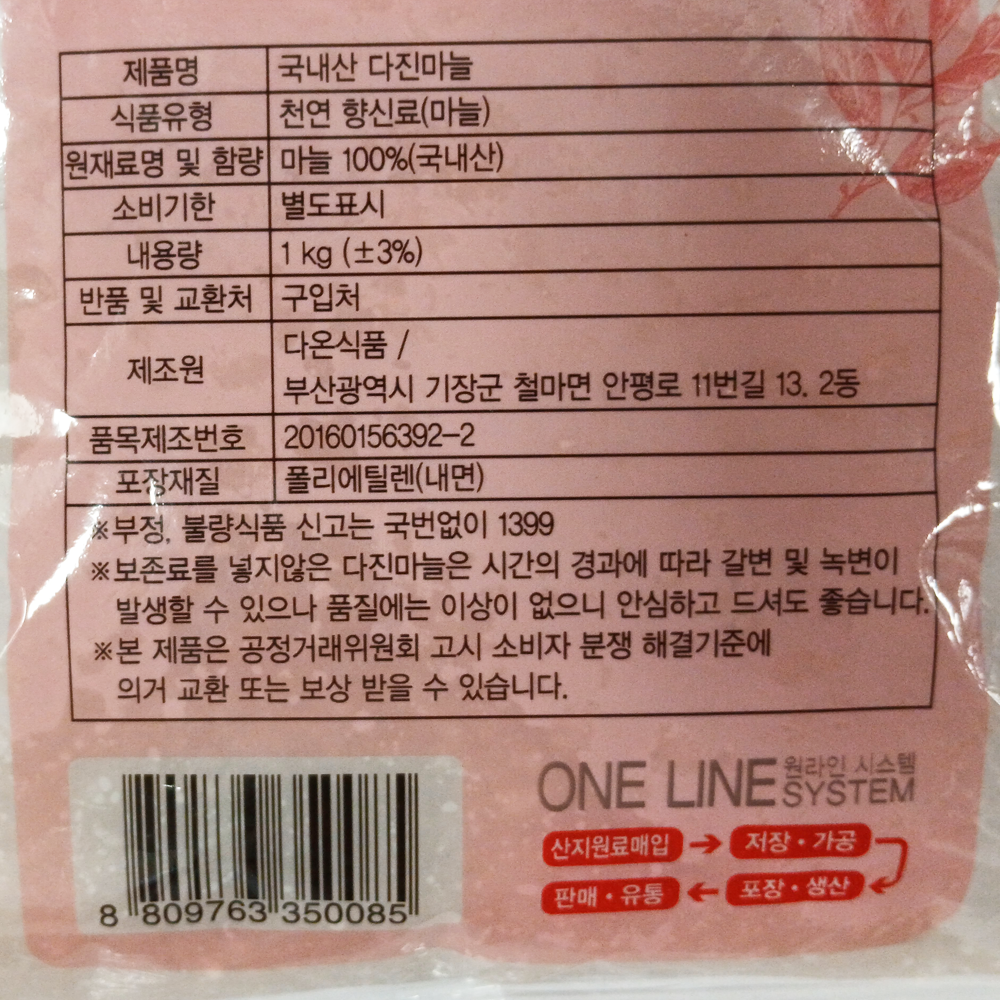 제품명 국내산 다진마늘
식품유형 천연 향신료(마늘)
원재료명 및 함량 마늘 100%(국내산)
소비기한 별도표시
내용량 1 kg (±3%)
반품 및 교환처 구입처
제조원 다온식품 /
부산광역시 기장군 철마면 안평로 11번길 13, 2동
품목제조번호 20160156392-2
포장재질 폴리에틸렌(내면)
※부정, 불량식품 신고는 국번없이 1399
※보존료를 넣지않은 다진마늘은 시간의 경과에 따라 갈변 및 녹변이
발생할 수 있으나 품질에는 이상이 없으니 안심하고 드셔도 좋습니다.
※본 제품은 공정거래위원회 고시 소비자 분쟁 해결기준에
의거 교환 또는 보상 받을 수 있습니다.
ONE LINE 원라인 시스템
SYSTEM
산지원료매입 → 저장·가공
판매·유통 ← 포장·생산
8 809763 350085